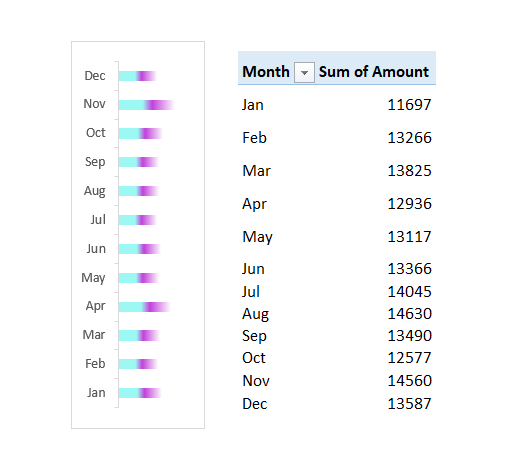 Dec
Nov
Oct
Sep
Aug
Jul
Jun
May
Apr
Mar
Feb
Jan
Month Sum of Amount
Jan 11697
Feb 13266
Mar 13825
Apr 12936
May 13117
Jun 13366
Jul 14045
Aug 14630
Sep 13490
Oct 12577
Nov 14560
Dec 13587